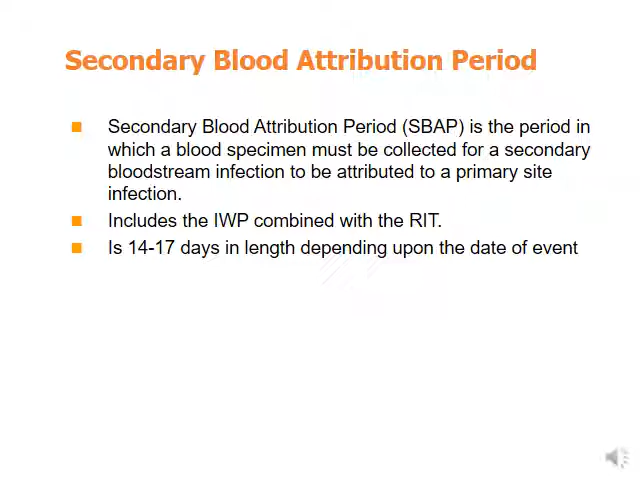 Secondary Blood Attribution Period
Secondary Blood Attribution Period (SBAP) is the period in
which a blood specimen must be collected for a secondary
bloodstream infection to be attributed to a primary site
infection.
Includes the IWP combined with the RIT.
Is 14-17 days in length depending upon the date of event